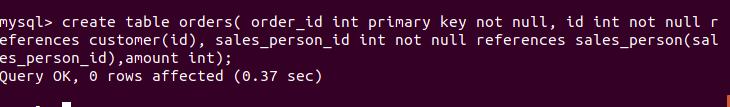 mysql> create table orders( order_id int primary key not null, id int not null r
eferences customer(id), sales_person_id int not null references sales_person(sal
es_person_id),amount int);
Query OK, 0 rows affected (0.37 sec)